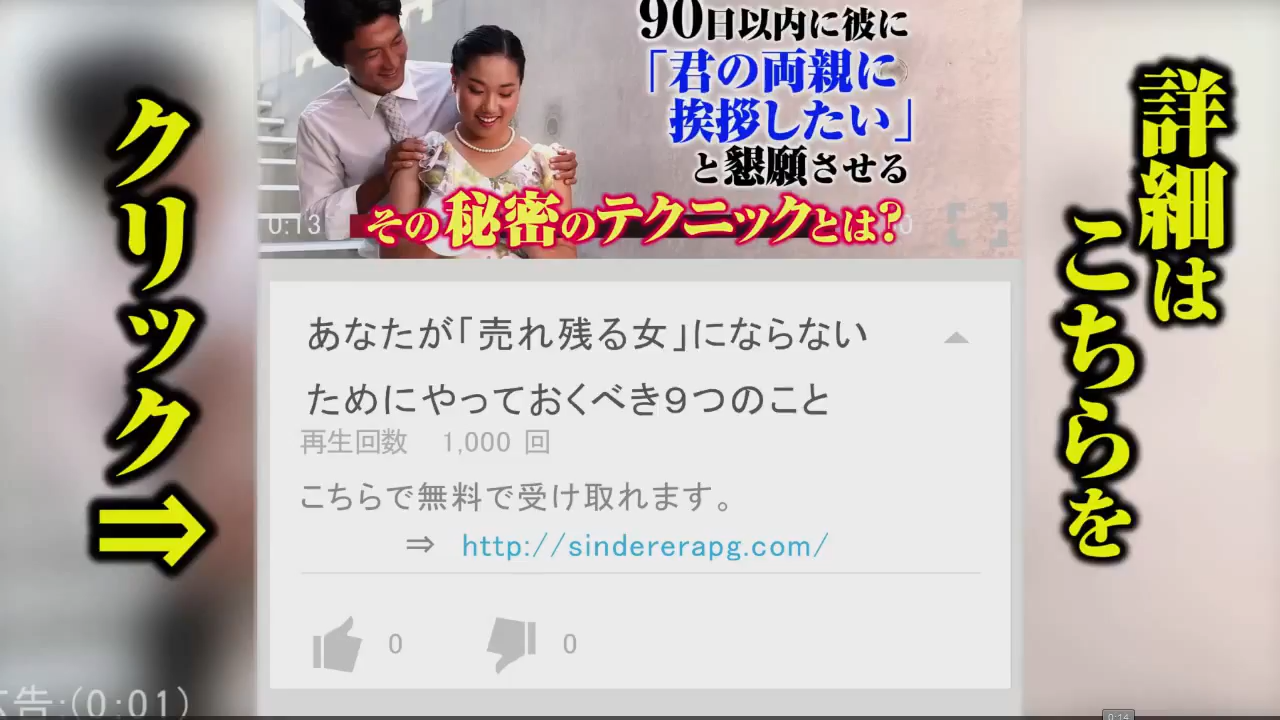 90日以内に彼に
「君の両親に
挨拶したい」
と懇願させる
その秘密のテクニックとは?
0:13
詳細は
こちらを
クリック⇒
あなたが「売れ残る女」にならない
ためにやっておくべき9つのこと
再生回数 1,000 回
こちらで無料で受け取れます。
⇒ http://sindererapg.com/
0 0
広告:(0:01)
0:14